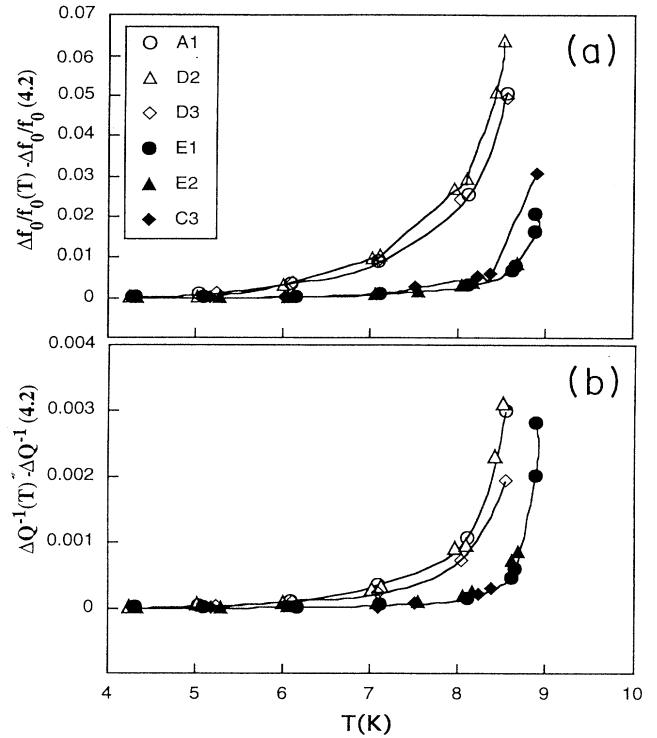 0.07
0.06
0.05
0.04
0.03
0.02
0.01
0
Δf₀/f₀(T) -Δf₀/f₀ (4.2)
A1
D2
D3
E1
E2
C3
(a)
0.004
0.003
0.002
0.001
0
ΔQ⁻¹(T) -ΔQ⁻¹ (4.2)
(b)
4 5 6 7 8 9 10
T(K)